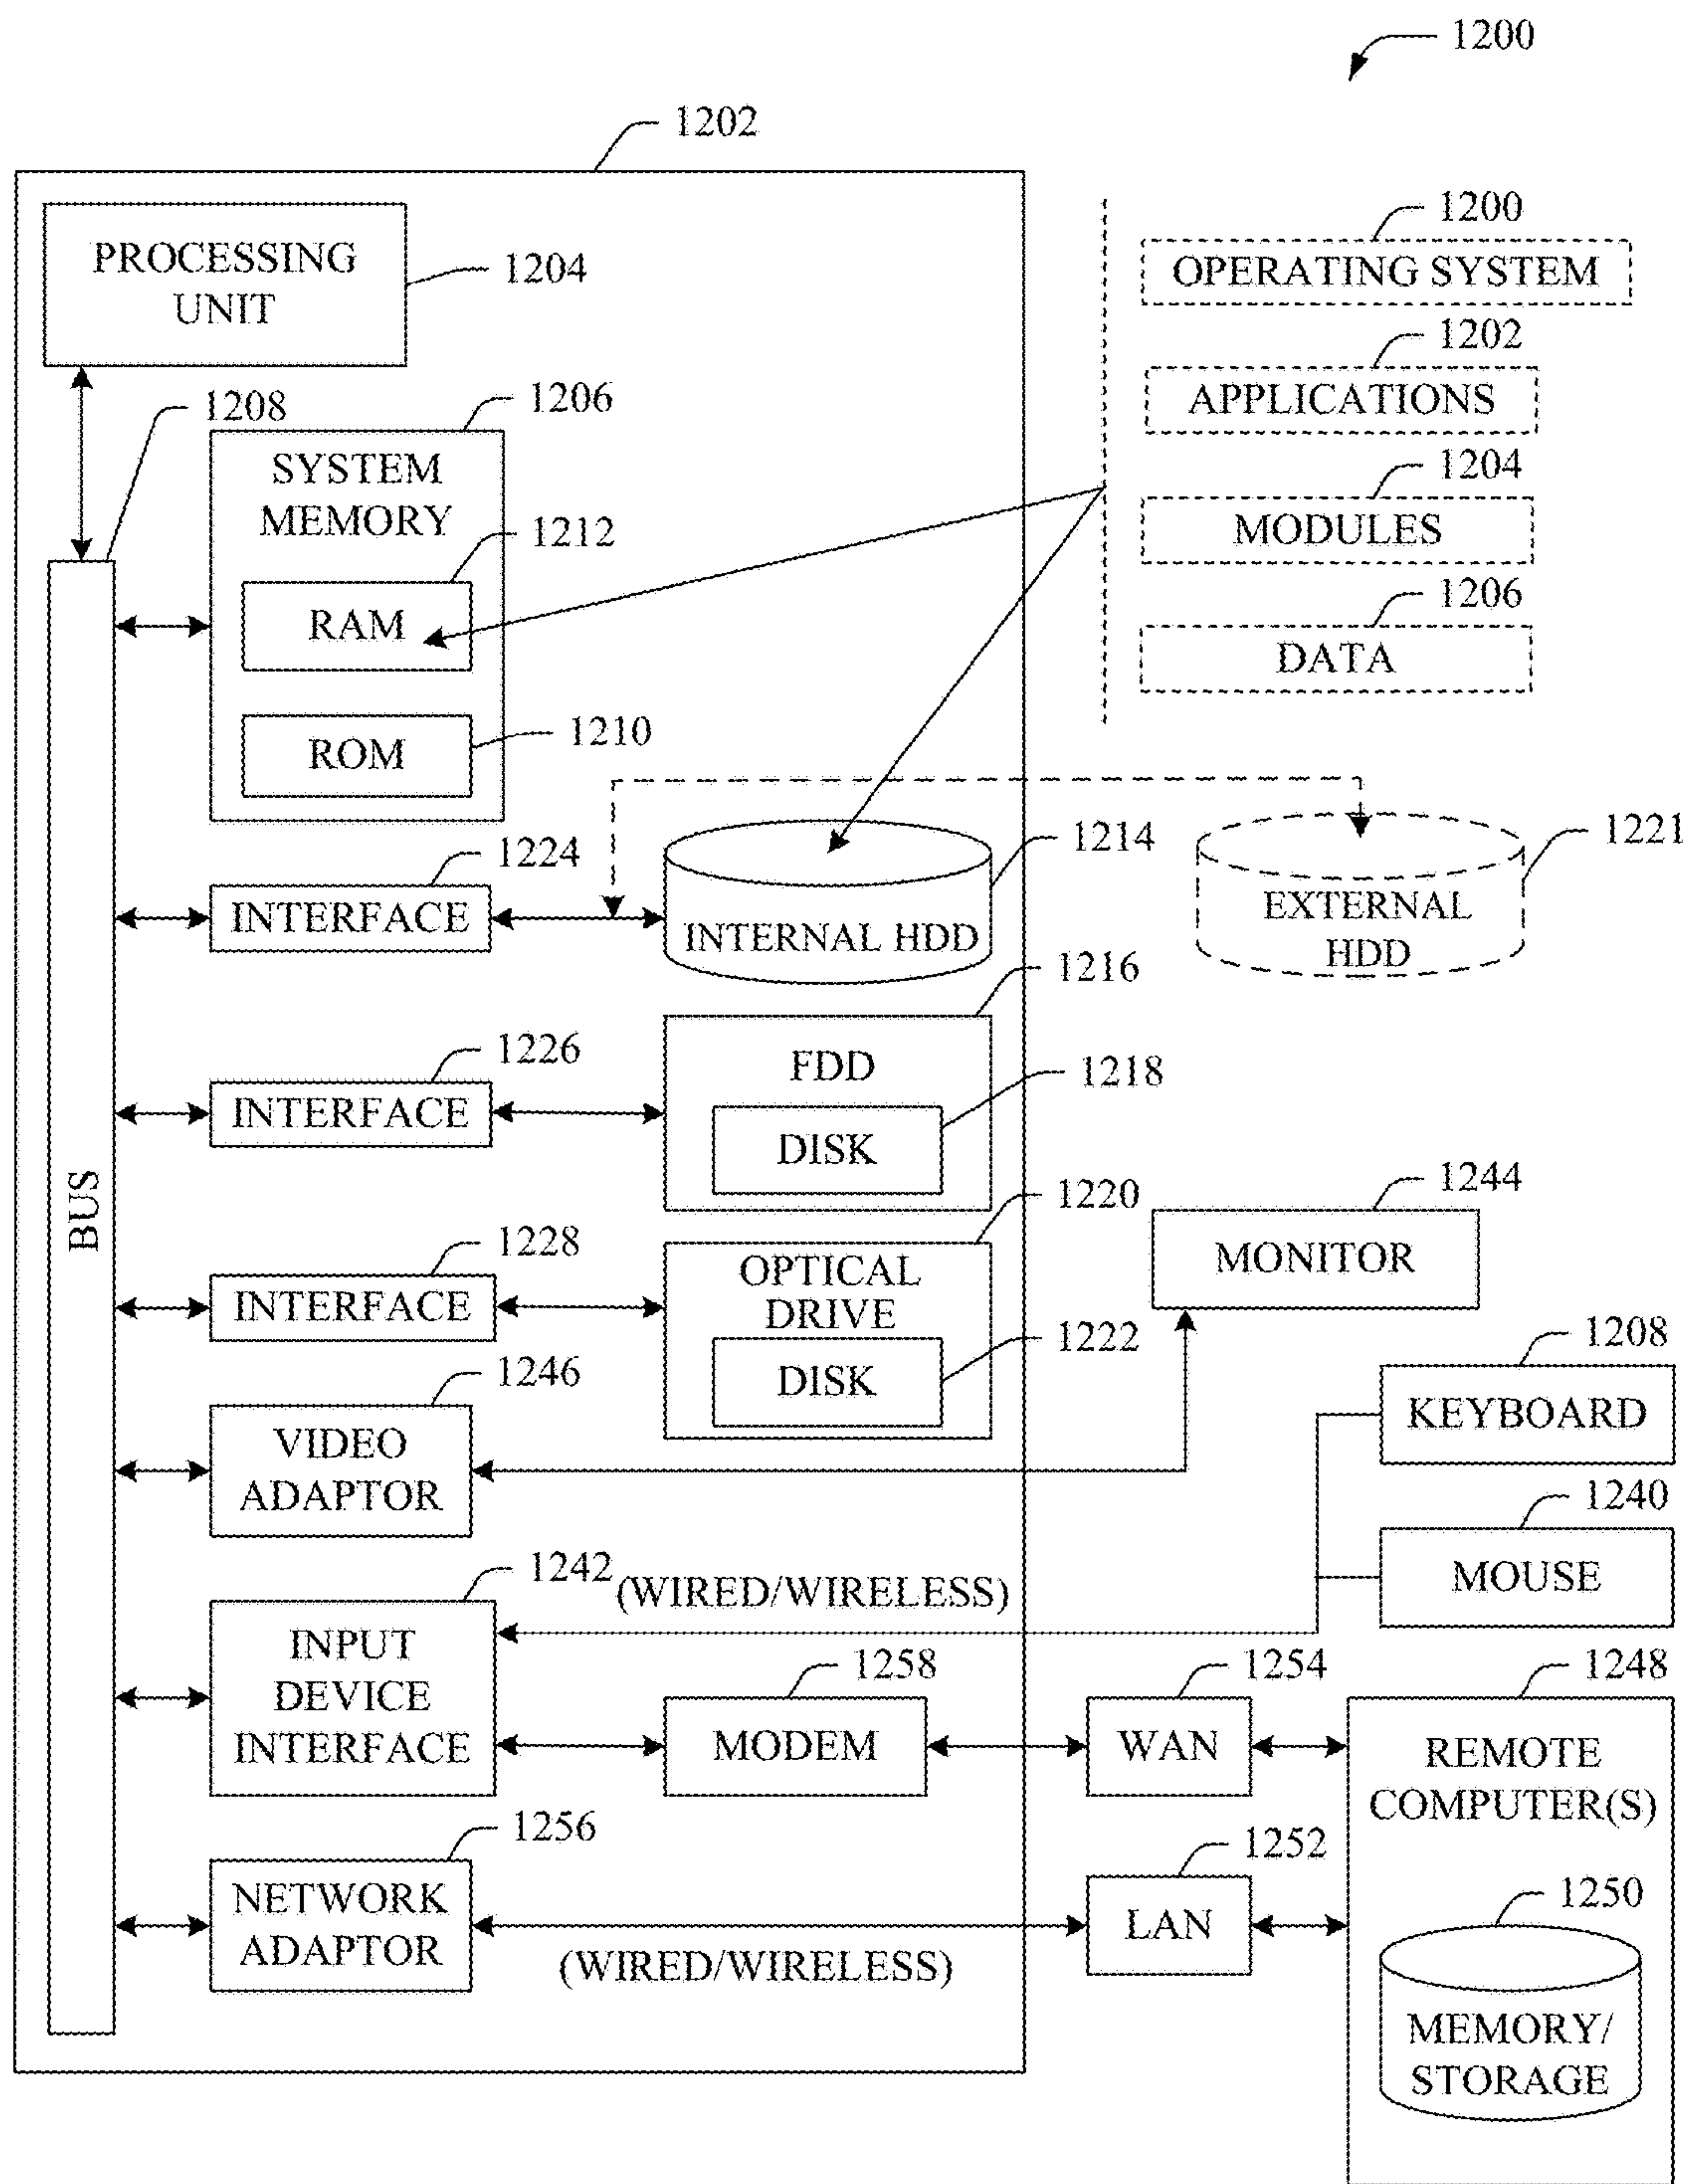 1200
1202
PROCESSING
UNIT
1204
1208
1206
SYSTEM
MEMORY
1212
RAM
1210
ROM
1200
OPERATING SYSTEM
1202
APPLICATIONS
1204
MODULES
1206
DATA
1224
INTERFACE
1214
INTERNAL HDD
1221
EXTERNAL
HDD
1216
1226
INTERFACE
FDD
1218
DISK
BUS
1220
1228
INTERFACE
OPTICAL
DRIVE
1222
DISK
1244
MONITOR
1246
VIDEO
ADAPTOR
1208
KEYBOARD
1240
MOUSE
1242
(WIRED/WIRELESS)
INPUT
DEVICE
INTERFACE
1258
MODEM
1254
WAN
1248
REMOTE
COMPUTER(S)
1256
NETWORK
ADAPTOR
(WIRED/WIRELESS)
1252
LAN
1250
MEMORY/
STORAGE